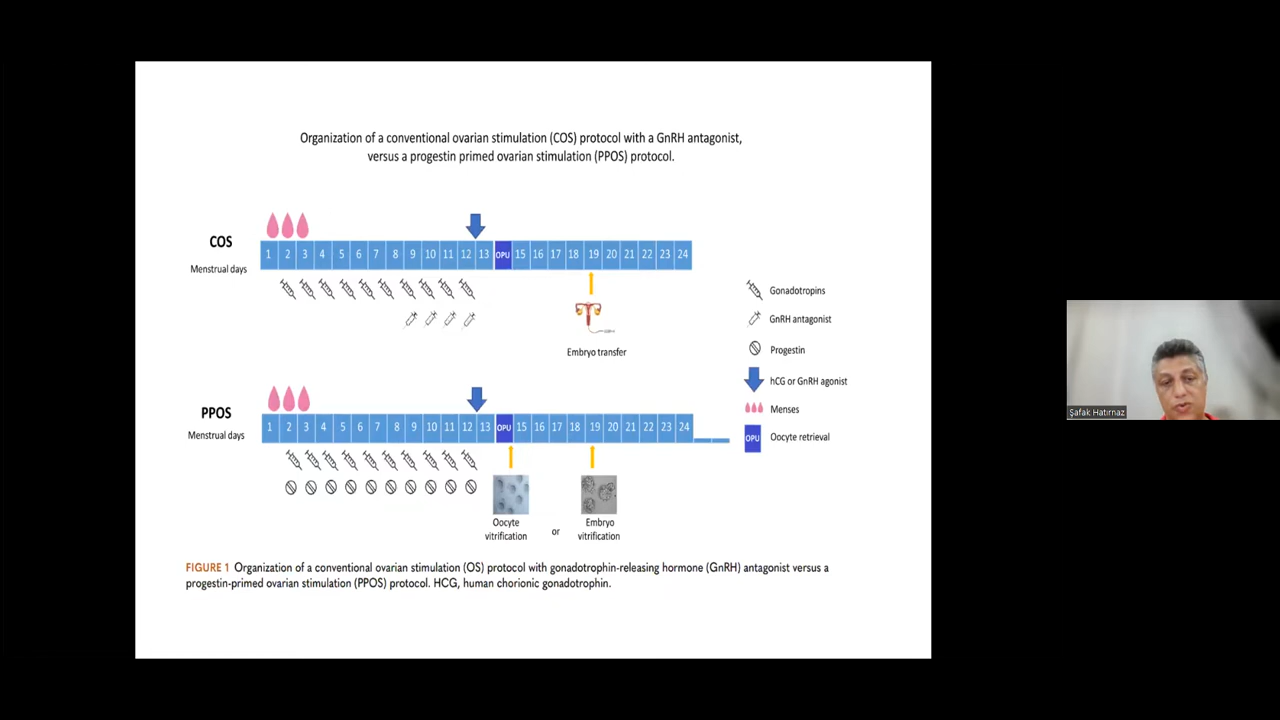 Organization of a conventional ovarian stimulation (COS) protocol with a GnRH antagonist,
versus a progestin primed ovarian stimulation (PPOS) protocol.
COS
Menstrual days
1 2 3 4 5 6 7 8 9 10 11 12 13 OPU 15 16 17 18 19 20 21 22 23 24
Embryo transfer
PPOS
Menstrual days
1 2 3 4 5 6 7 8 9 10 11 12 13 OPU 15 16 17 18 19 20 21 22 23 24
Oocyte
vitrification
or
Embryo
vitrification
Gonadotropins
GnRH antagonist
Progestin
hCG or GnRH agonist
Menses
OPU Oocyte retrieval
FIGURE 1 Organization of a conventional ovarian stimulation (OS) protocol with gonadotrophin-releasing hormone (GnRH) antagonist versus a
progestin-primed ovarian stimulation (PPOS) protocol. HCG, human chorionic gonadotrophin.
Şafak Hatırnaz